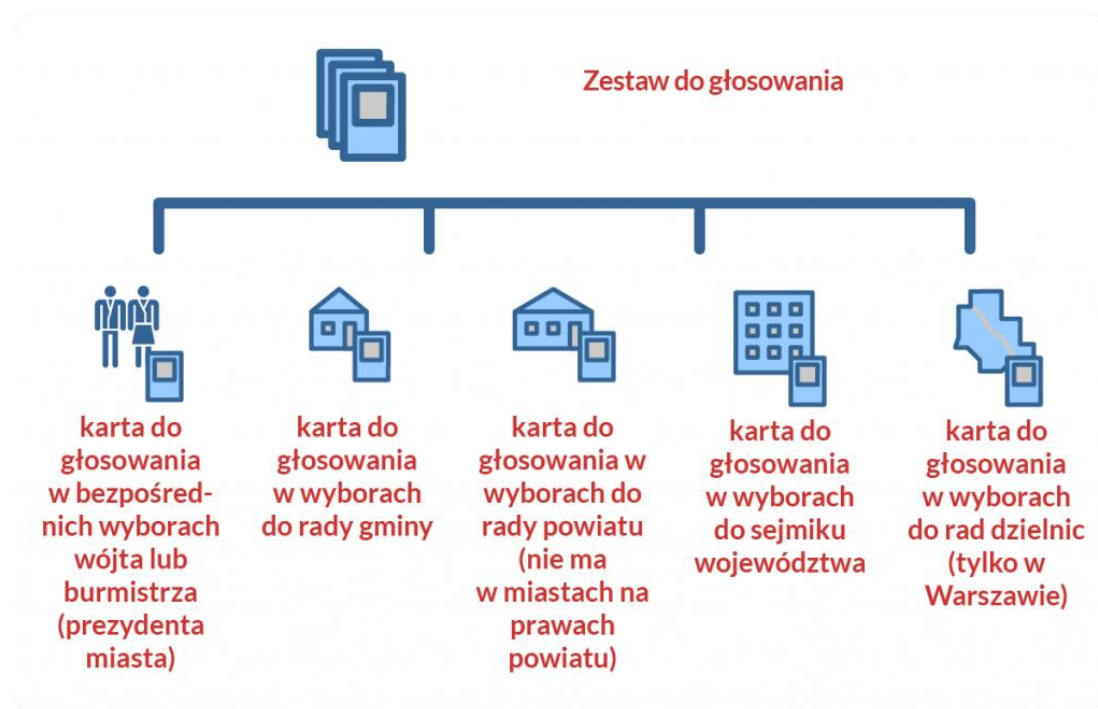 Zestaw do głosowania
karta do
głosowania
w bezpośred-
nich wyborach
wójta lub
burmistrza
(prezydenta
miasta)
karta do
głosowania
w wyborach
do rady gminy
karta do
głosowania w
wyborach do
rady powiatu
(nie ma
w miastach na
prawach
powiatu)
karta do
głosowania
w wyborach
do sejmiku
województwa
karta do
głosowania
w wyborach
do rad dzielnic
(tylko w
Warszawie)